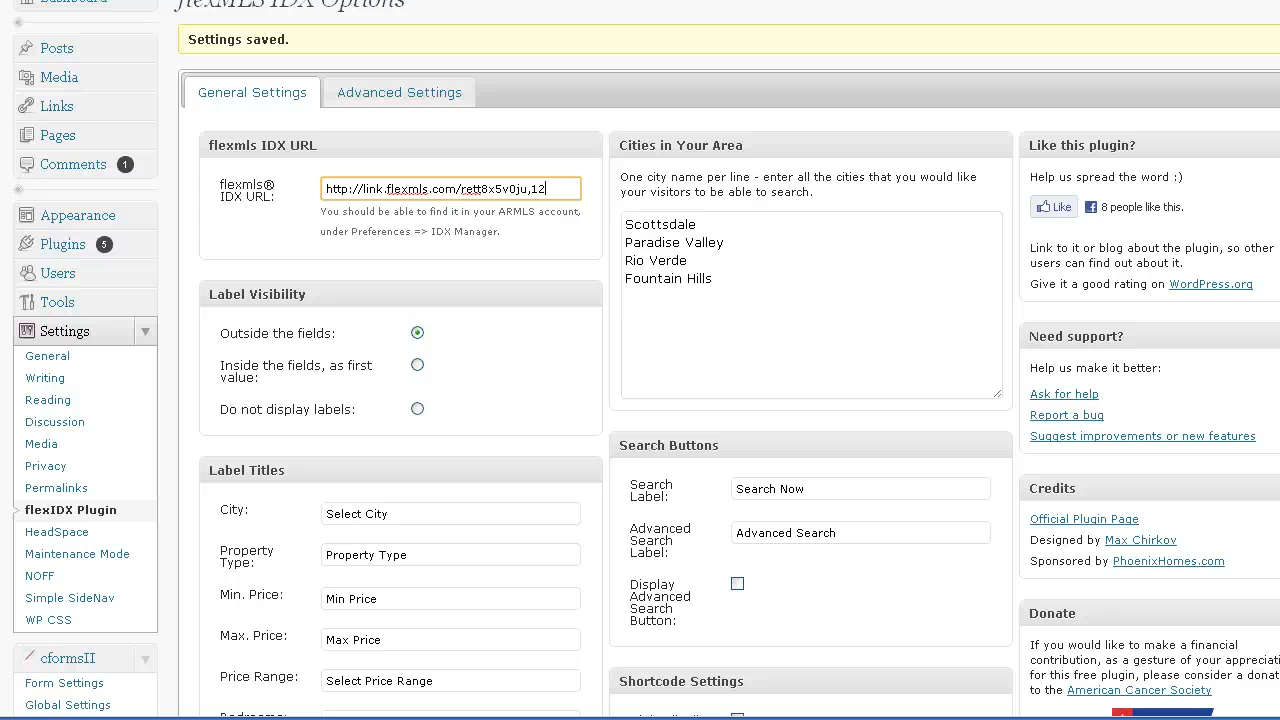 Dashboard
flexMLS IDX Options
Settings saved.
Posts
Media
Links
Pages
Comments 1
Appearance
Plugins 5
Users
Tools
Settings
General
Writing
Reading
Discussion
Media
Privacy
Permalinks
flexIDX Plugin
HeadSpace
Maintenance Mode
NOFF
Simple SideNav
WP CSS
cformsII
Form Settings
Global Settings
General Settings
Advanced Settings
flexmls IDX URL
flexmls®
IDX URL:
http://link.flexmls.com/rett8x5v0ju,12
You should be able to find it in your ARMLS account,
under Preferences => IDX Manager.
Label Visibility
Outside the fields:
Inside the fields, as first
value:
Do not display labels:
Label Titles
City:
Select City
Property
Type:
Property Type
Min. Price:
Min Price
Max. Price:
Max Price
Price Range:
Select Price Range
Cities in Your Area
One city name per line - enter all the cities that you would like
your visitors to be able to search.
Scottsdale
Paradise Valley
Rio Verde
Fountain Hills
Search Buttons
Search
Label:
Search Now
Advanced
Search
Label:
Advanced Search
Display
Advanced
Search
Button:
Shortcode Settings
Like this plugin?
Help us spread the word :)
Like
8 people like this.
Link to it or blog about the plugin, so other
users can find out about it.
Give it a good rating on WordPress.org
Need support?
Help us make it better:
Ask for help
Report a bug
Suggest improvements or new features
Credits
Official Plugin Page
Designed by Max Chirkov
Sponsored by PhoenixHomes.com
Donate
If you would like to make a financial
contribution, as a gesture of your appreciati
for this free plugin, please consider a donat
to the American Cancer Society